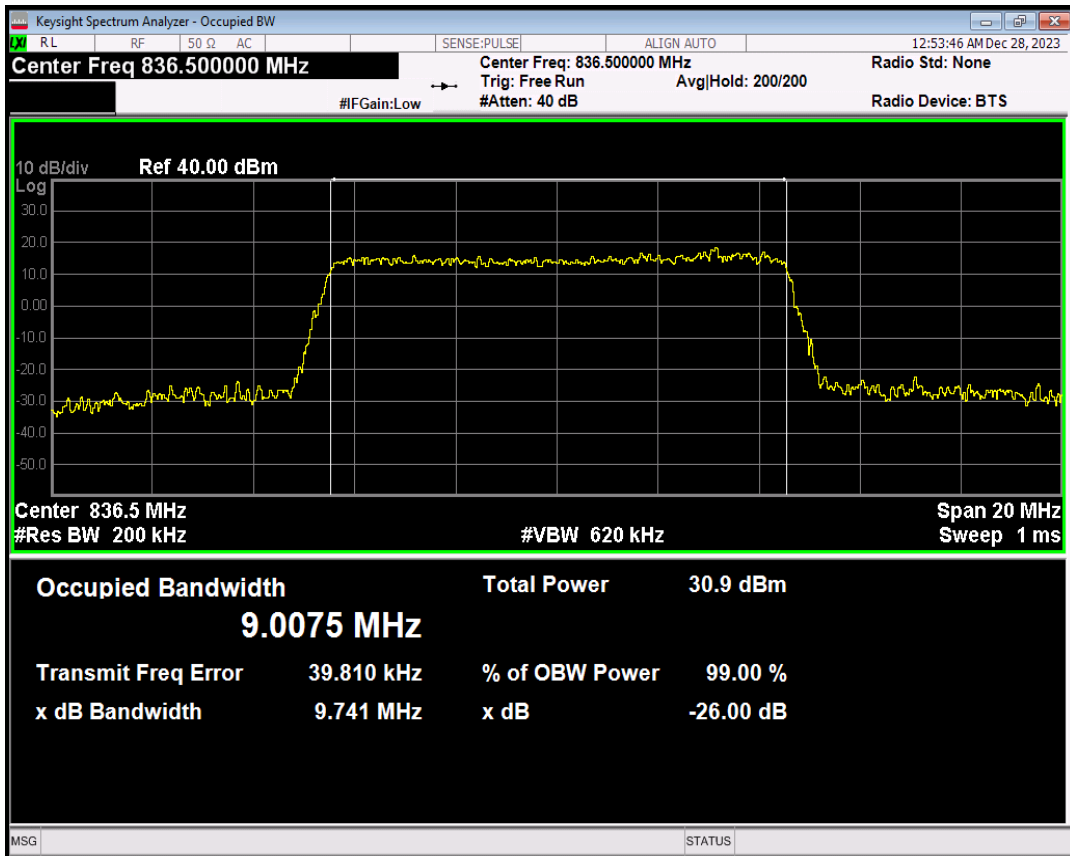 Keysight Spectrum Analyzer - Occupied BW
LXI RL RF 50 Ω AC SENSE:PULSE ALIGN AUTO 12:53:46 AM Dec 28, 2023
Center Freq 836.500000 MHz Center Freq: 836.500000 MHz Radio Std: None
Trig: Free Run Avg|Hold: 200/200
#IFGain:Low #Atten: 40 dB Radio Device: BTS
10 dB/div Ref 40.00 dBm
Log
30.0
20.0
10.0
0.00
-10.0
-20.0
-30.0
-40.0
-50.0
Center 836.5 MHz Span 20 MHz
#Res BW 200 kHz #VBW 620 kHz Sweep 1 ms
Occupied Bandwidth Total Power 30.9 dBm
9.0075 MHz
Transmit Freq Error 39.810 kHz % of OBW Power 99.00 %
x dB Bandwidth 9.741 MHz x dB -26.00 dB
MSG STATUS